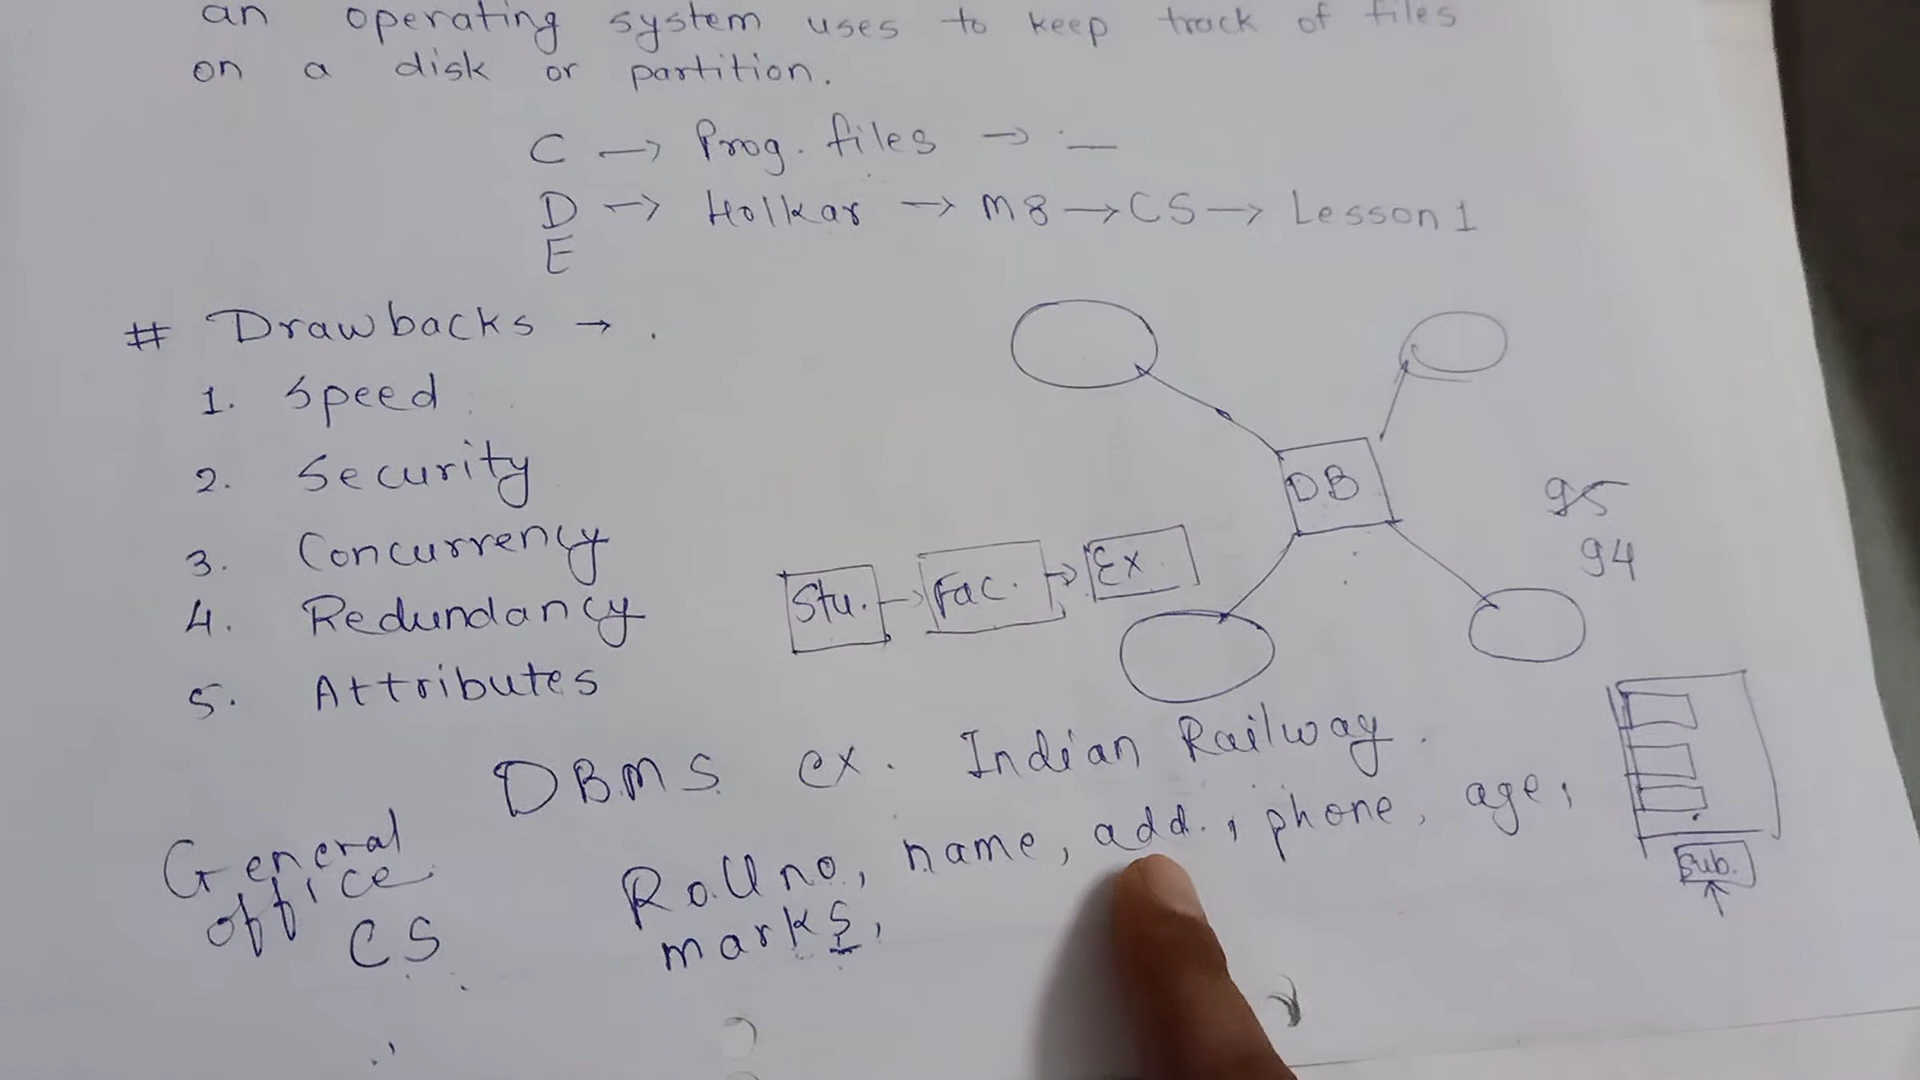 an operating system uses to keep track of files
on a disk or partition.
C → Prog. files → —
D → Holkar → M8 → CS → Lesson 1
E
# Drawbacks →
1. Speed
2. Security
3. Concurrency
4. Redundancy
5. Attributes
DB
95
94
Stu. → Fac. → Ex.
DBMS ex. Indian Railway.
General
office
CS
Roll no, name, add., phone, age,
marks,
Sub.